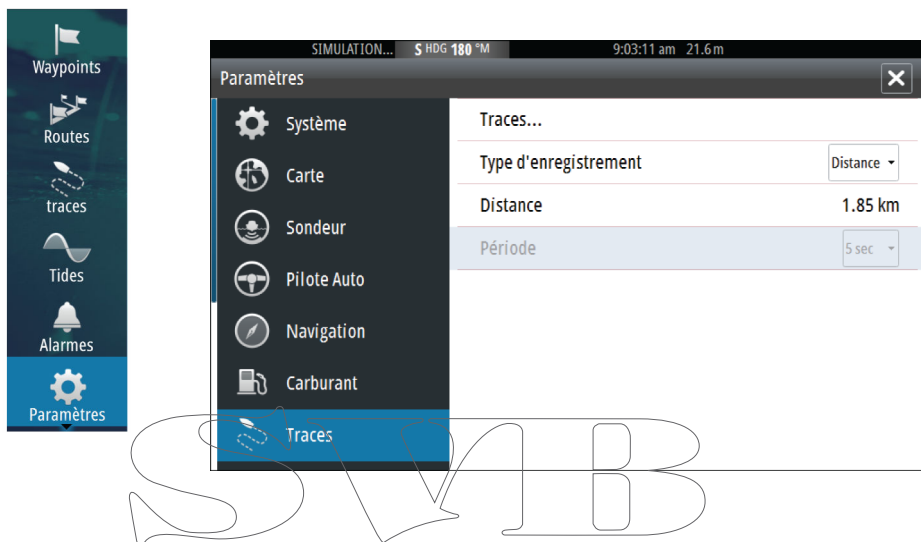 Waypoints
Routes
traces
Tides
Alarmes
Paramètres
SIMULATION... S HDG 180 °M 9:03:11 am 21.6 m
Paramètres
Système
Carte
Sondeur
Pilote Auto
Navigation
Carburant
Traces
Traces...
Type d'enregistrement Distance
Distance 1.85 km
Période 5 sec
SVB